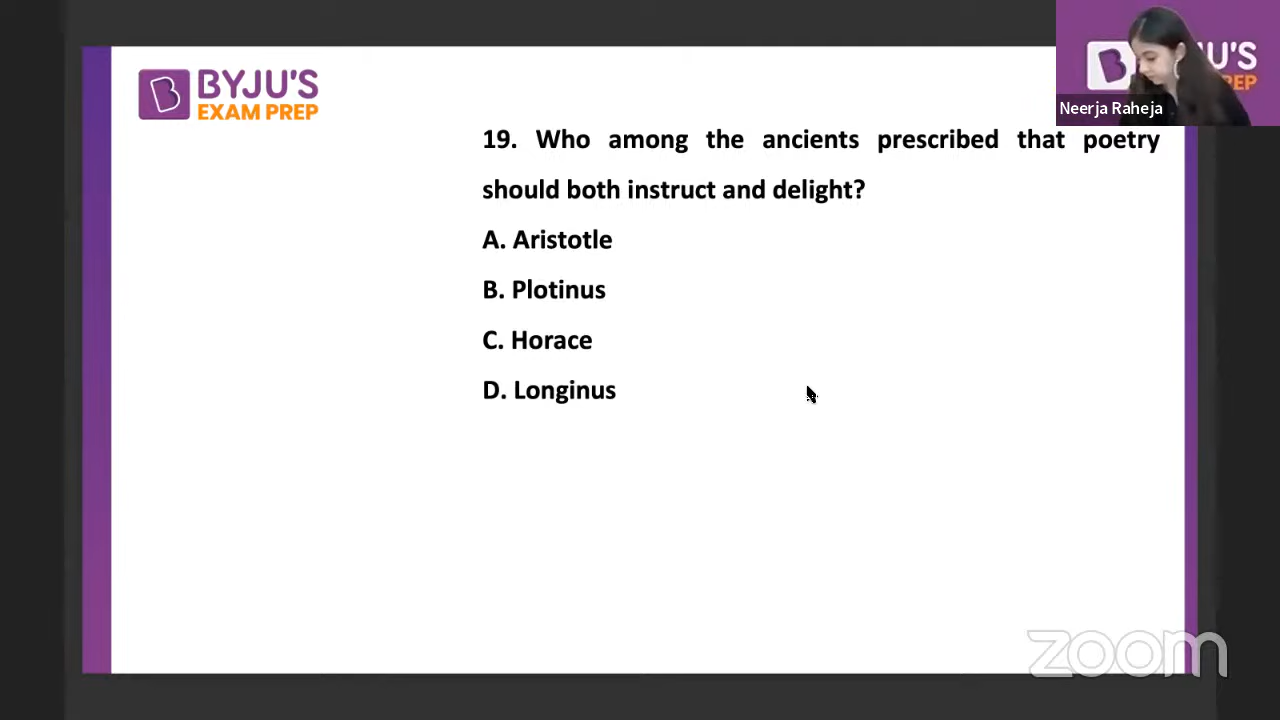 BYJU'S
EXAM PREP
U'S
EP
Neerja Raheja
19. Who among the ancients prescribed that poetry
should both instruct and delight?
A. Aristotle
B. Plotinus
C. Horace
D. Longinus
zoom